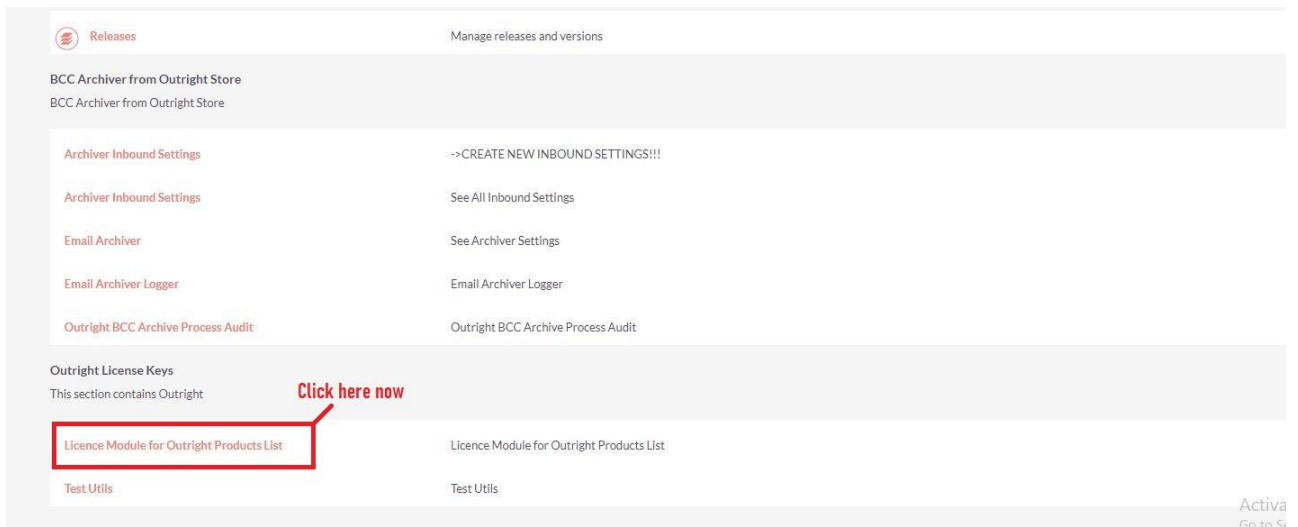 Releases Manage releases and versions
BCC Archiver from Outright Store
BCC Archiver from Outright Store
Archiver Inbound Settings ->CREATE NEW INBOUND SETTINGS!!!
Archiver Inbound Settings See All Inbound Settings
Email Archiver See Archiver Settings
Email Archiver Logger Email Archiver Logger
Outright BCC Archive Process Audit Outright BCC Archive Process Audit
Outright License Keys
This section contains Outright
Click here now
Licence Module for Outright Products List Licence Module for Outright Products List
Test Utils Test Utils
Activa
Go to Se